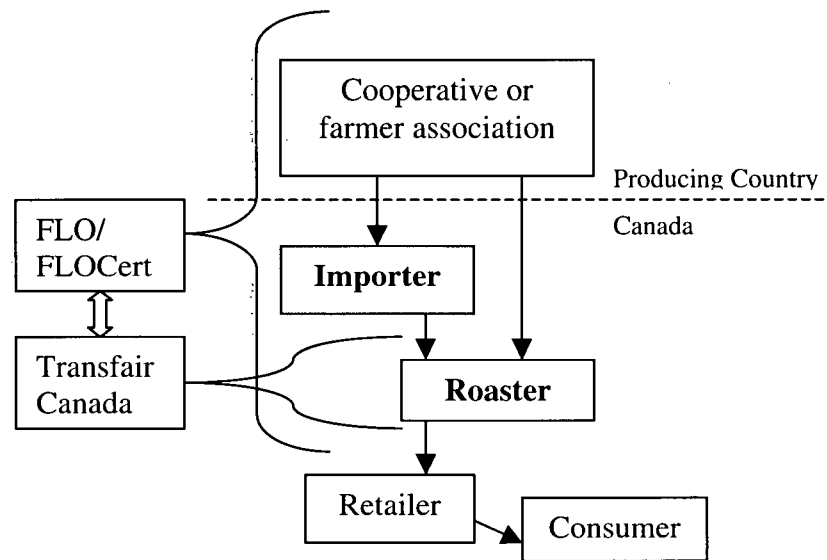 Cooperative or
farmer association
Producing Country
Canada
FLO/
FLOCert
Importer
Transfair
Canada
Roaster
Retailer
Consumer